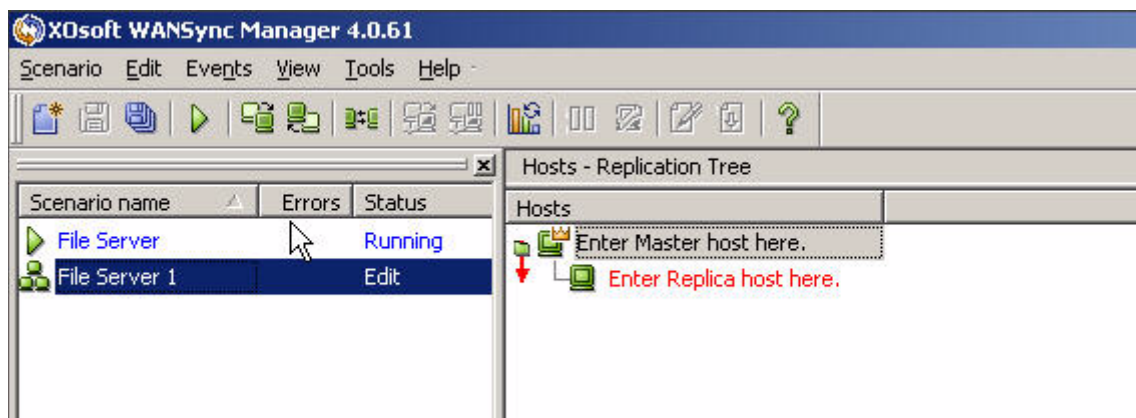 XOsoft WANSync Manager 4.0.61
Scenario Edit Events View Tools Help
Hosts - Replication Tree
Scenario name Errors Status
Hosts
File Server Running
Enter Master host here.
File Server 1 Edit
Enter Replica host here.